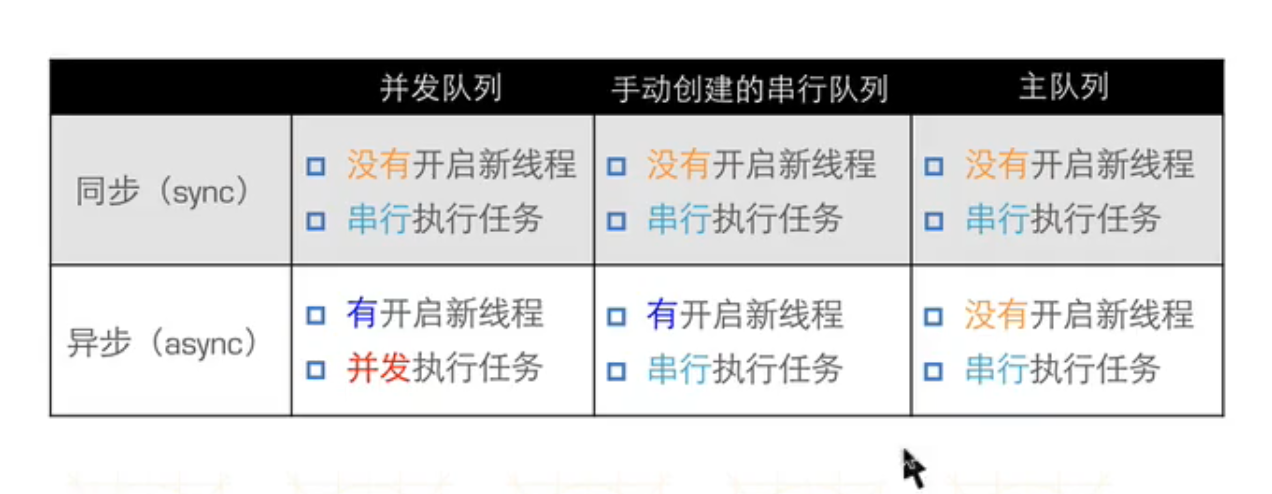 并发队列 手动创建的串行队列 主队列
同步（sync）
没有开启新线程
串行执行任务
没有开启新线程
串行执行任务
没有开启新线程
串行执行任务
异步（async）
有开启新线程
并发执行任务
有开启新线程
串行执行任务
没有开启新线程
串行执行任务